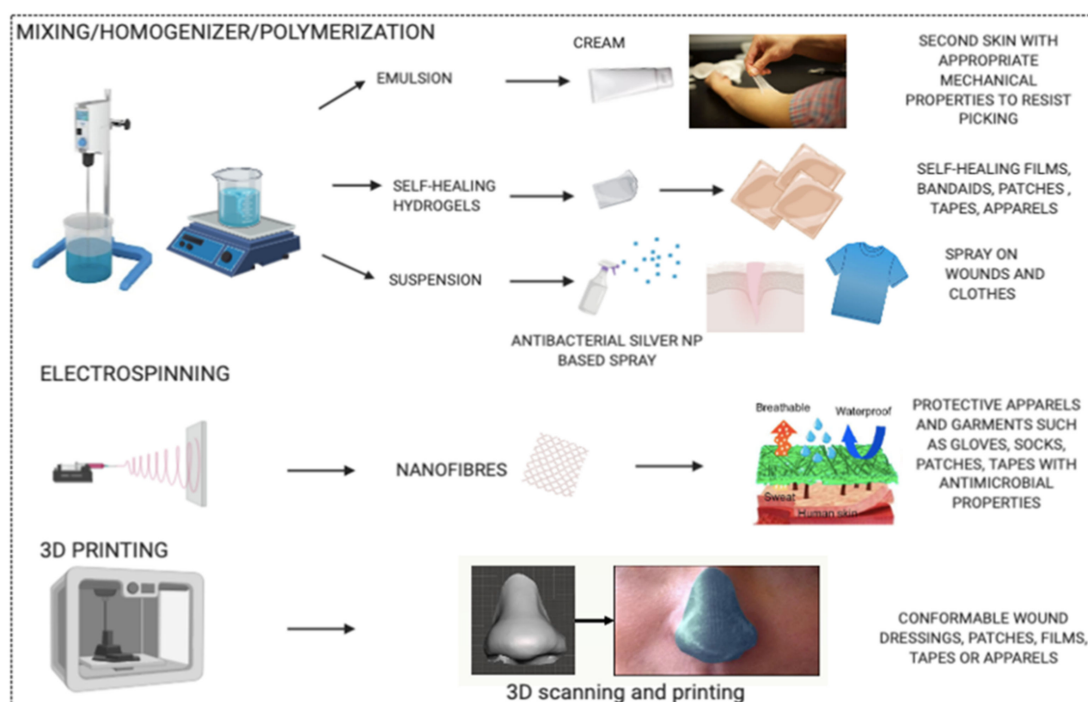 MIXING/HOMOGENIZER/POLYMERIZATION
EMULSION
CREAM
SECOND SKIN WITH
APPROPRIATE
MECHANICAL
PROPERTIES TO RESIST
PICKING
SELF-HEALING
HYDROGELS
SELF-HEALING FILMS,
BANDAIDS, PATCHES ,
TAPES, APPARELS
SUSPENSION
ANTIBACTERIAL SILVER NP
BASED SPRAY
SPRAY ON
WOUNDS AND
CLOTHES
ELECTROSPINNING
NANOFIBRES
Breathable
Waterproof
Sweat
Human skin
PROTECTIVE APPARELS
AND GARMENTS SUCH
AS GLOVES, SOCKS,
PATCHES, TAPES WITH
ANTIMICROBIAL
PROPERTIES
3D PRINTING
3D scanning and printing
CONFORMABLE WOUND
DRESSINGS, PATCHES, FILMS,
TAPES OR APPARELS